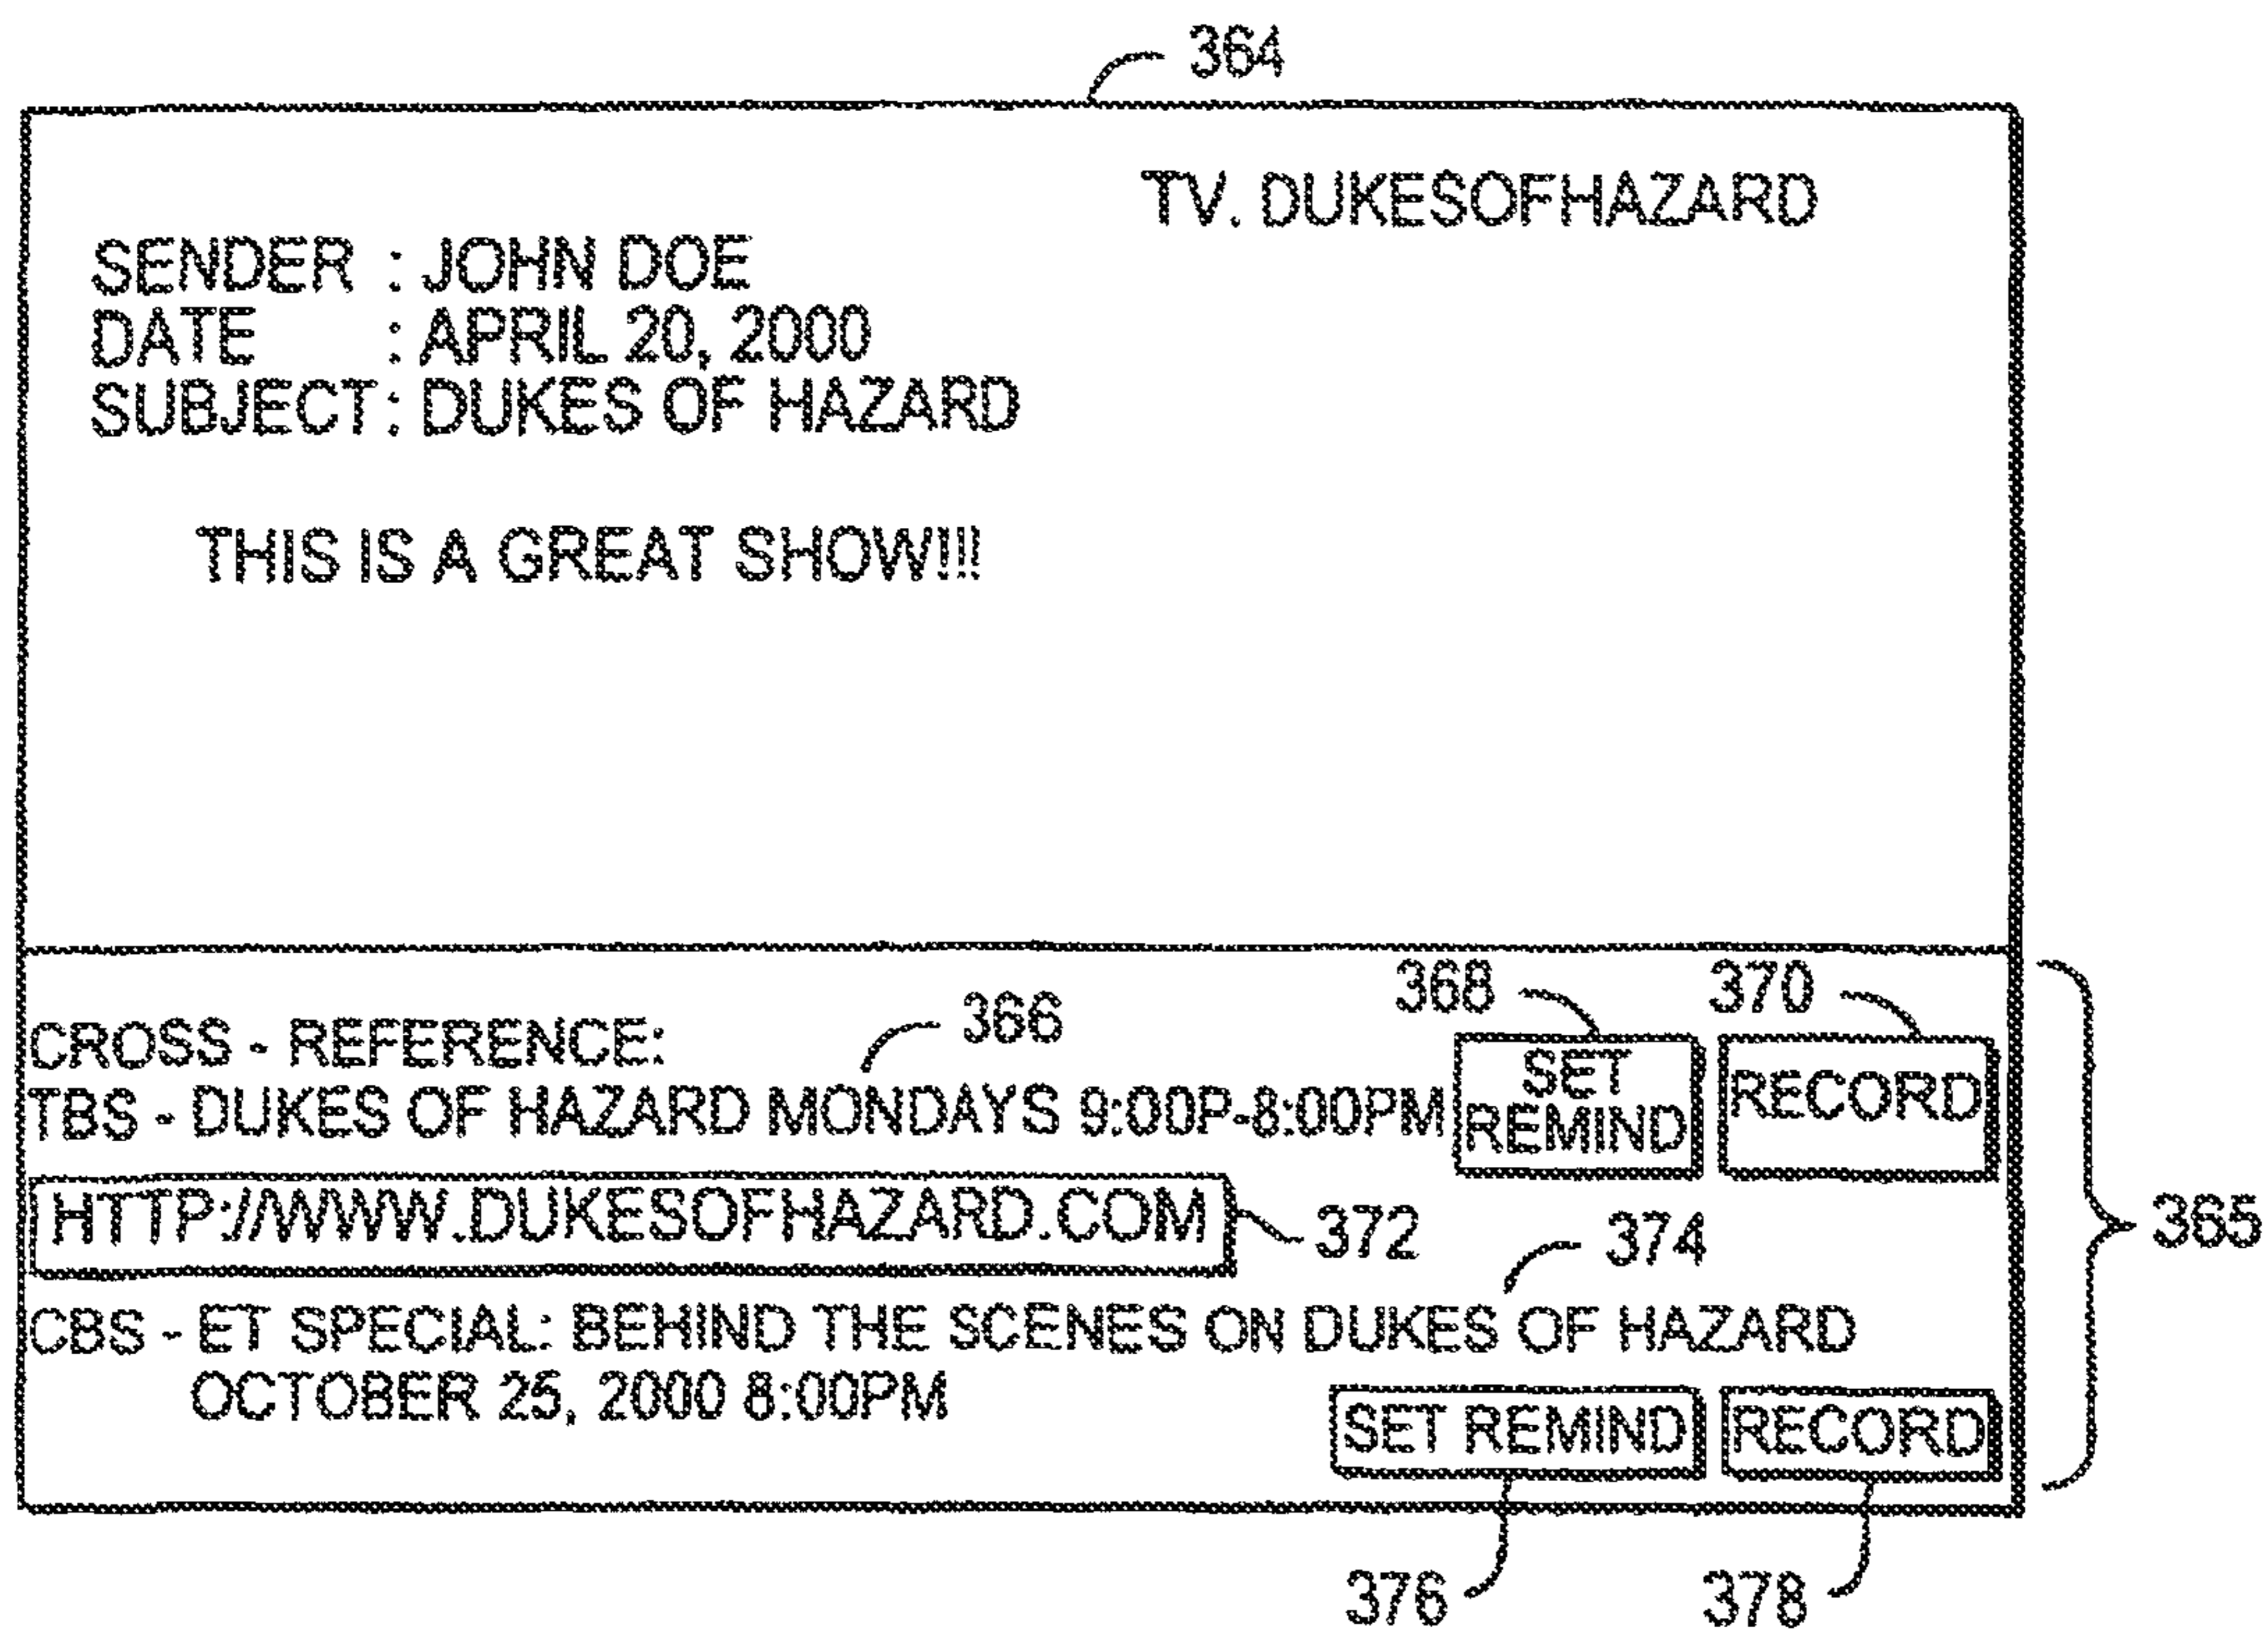 364
TV. DUKESOFHAZARD
SENDER : JOHN DOE
DATE : APRIL 20, 2000
SUBJECT : DUKES OF HAZARD
THIS IS A GREAT SHOW!!!
368
370
366
CROSS - REFERENCE:
TBS - DUKES OF HAZARD MONDAYS 9:00P-8:00PM
SET
REMIND
RECORD
HTTP://WWW.DUKESOFHAZARD.COM
372
374
365
CBS - ET SPECIAL: BEHIND THE SCENES ON DUKES OF HAZARD
OCTOBER 25, 2000 8:00PM
SET REMIND
RECORD
376
378